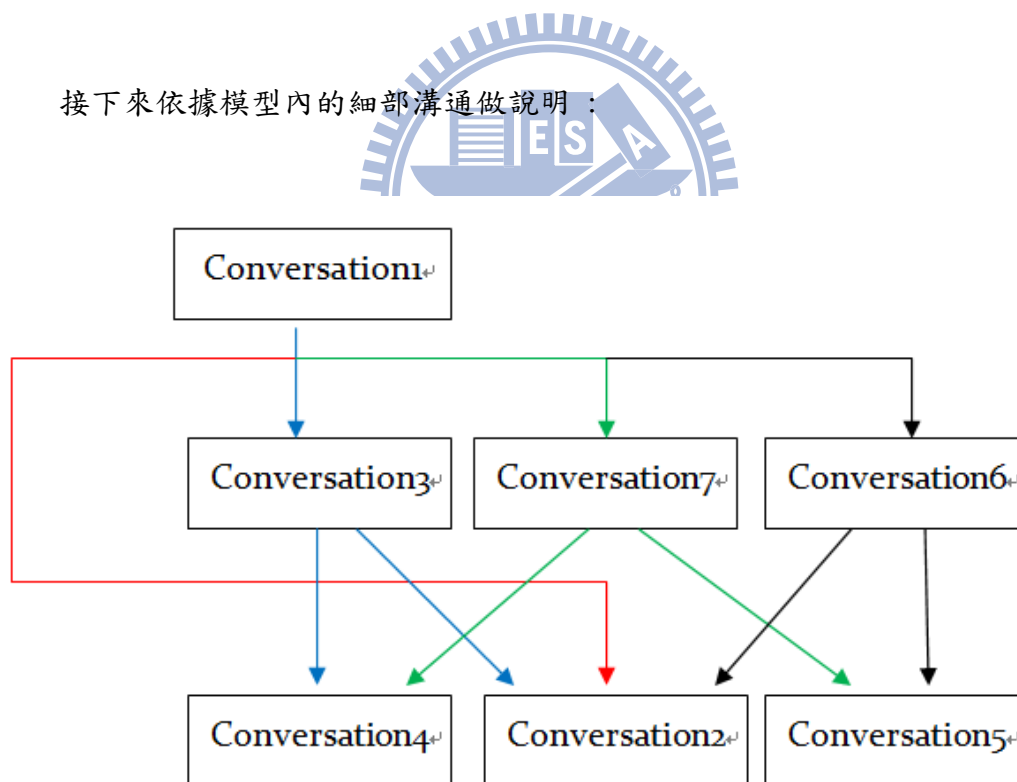 接下來依據模型內的細部溝通做說明：
E S A
Conversation1
Conversation3 Conversation7 Conversation6
Conversation4 Conversation2 Conversation5